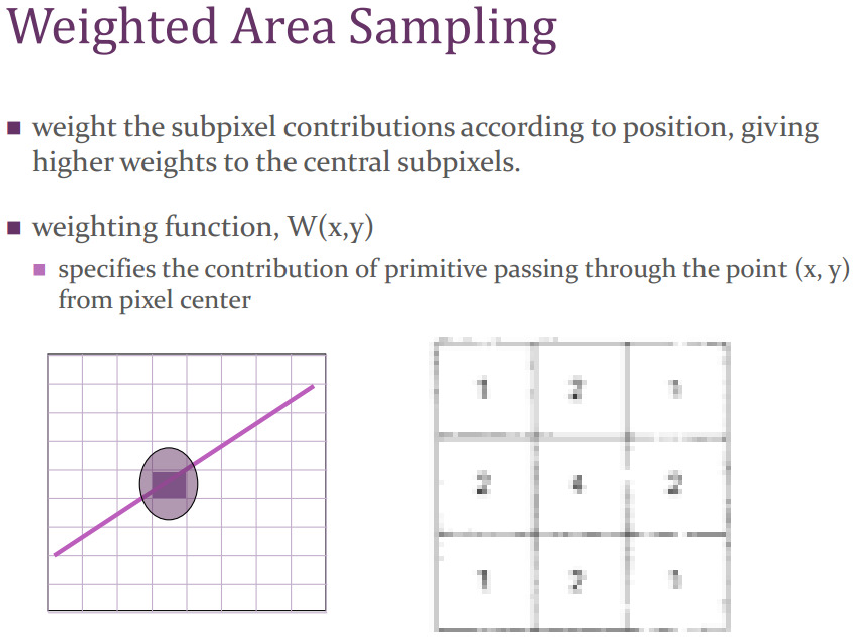 Weighted Area Sampling
weight the subpixel contributions according to position, giving
higher weights to the central subpixels.
weighting function, W(x,y)
specifies the contribution of primitive passing through the point (x, y)
from pixel center
1 2 1
2 4 2
1 2 1